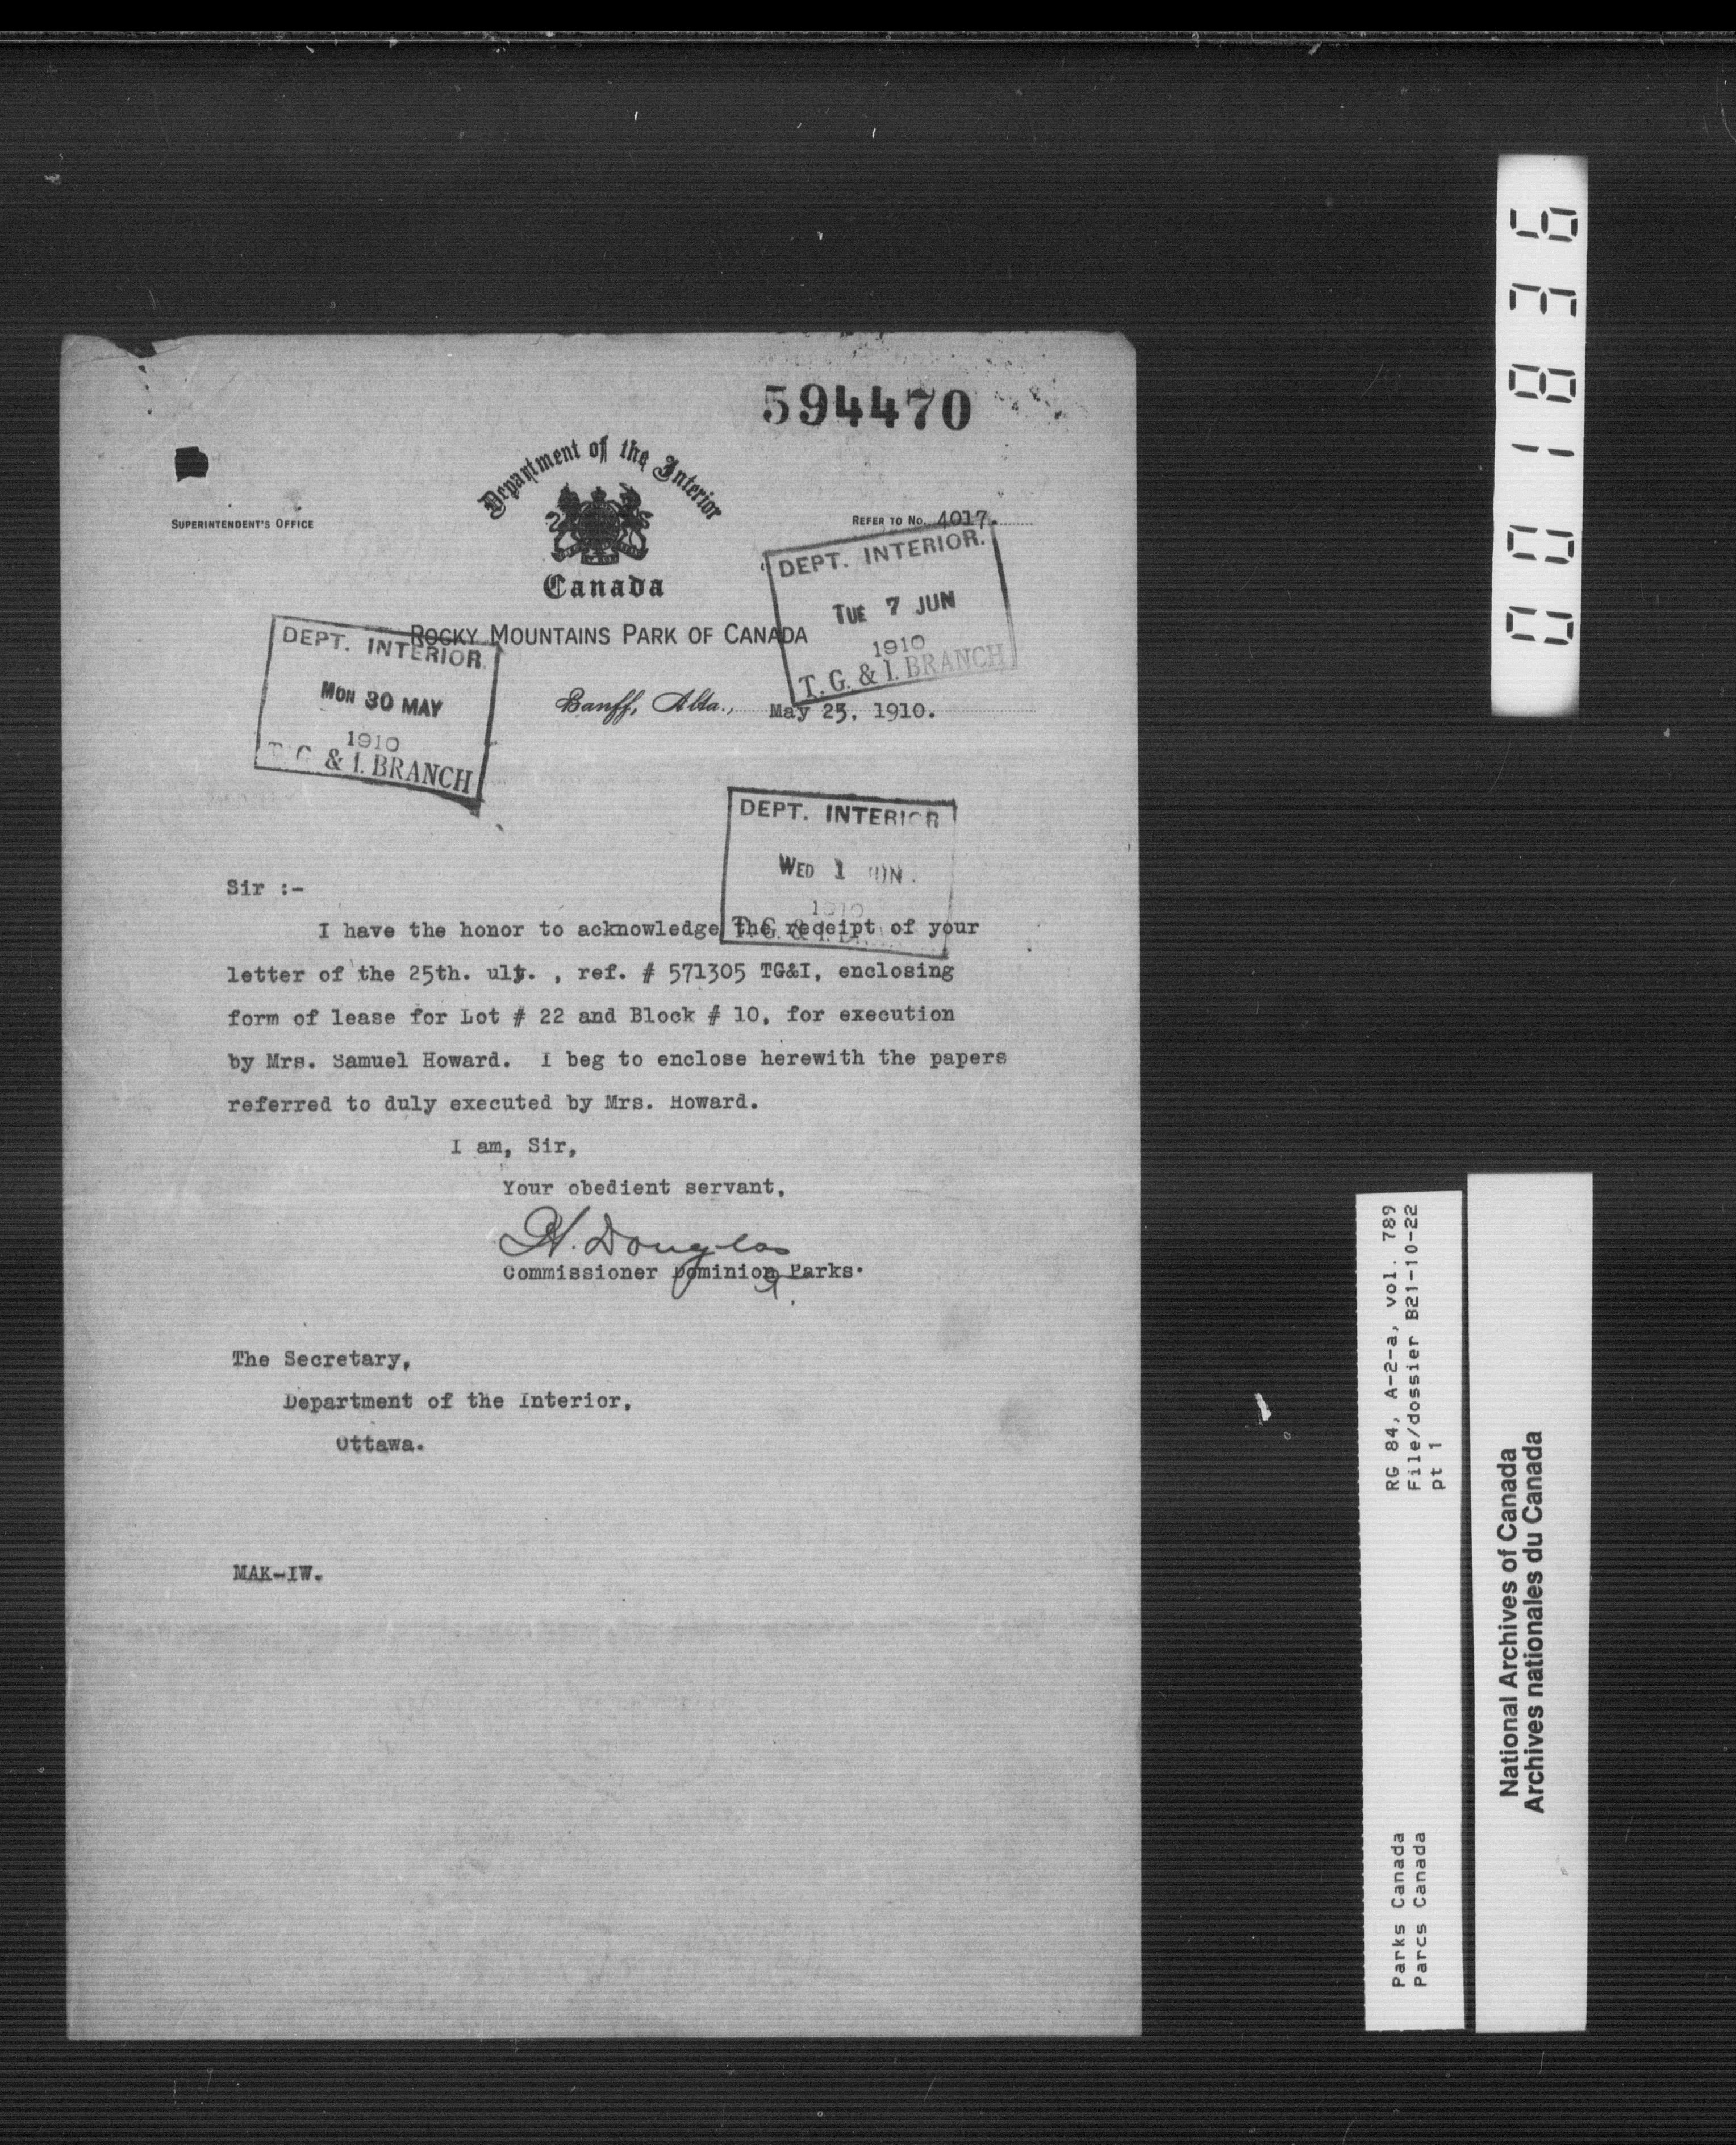 594470
Department of the Interior
Canada
SUPERINTENDENT'S OFFICE
REFER TO NO. 4017.
DEPT. INTERIOR.
TUE 7 JUN
1910
T. G. & I. BRANCH
ROCKY MOUNTAINS PARK OF CANADA
DEPT. INTERIOR.
MON 30 MAY
1910
T. G. & I. BRANCH
Banff, Alta., May 25, 1910.
DEPT. INTERIOR
WED 1 JUN.
1910
T. G. & I.
Sir :-
I have the honor to acknowledge the receipt of your
letter of the 25th. ult. , ref. # 571305 TG&I, enclosing
form of lease for Lot # 22 and Block # 10, for execution
by Mrs. Samuel Howard. I beg to enclose herewith the papers
referred to duly executed by Mrs. Howard.
I am, Sir,
Your obedient servant,
H. Douglas
Commissioner Dominion Parks.
The Secretary,
Department of the Interior,
Ottawa.
MAK-IW.
001836
RG 84, A-2-a, vol. 789
File/dossier B21-10-22
pt 1
Parks Canada
Parcs Canada
National Archives of Canada
Archives nationales du Canada